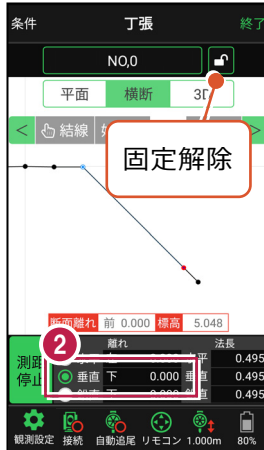 条件 丁張 終了
NO,0
平面 横断
< 結線 >
固定解除
断面離れ 前 0.000 標高 5.048
離れ 法長
測距 2 0.495
停止 垂直 下 0.000 垂直 0.495
0.495
観測設定 接続 自動追尾 リモコン 1.000m 80%